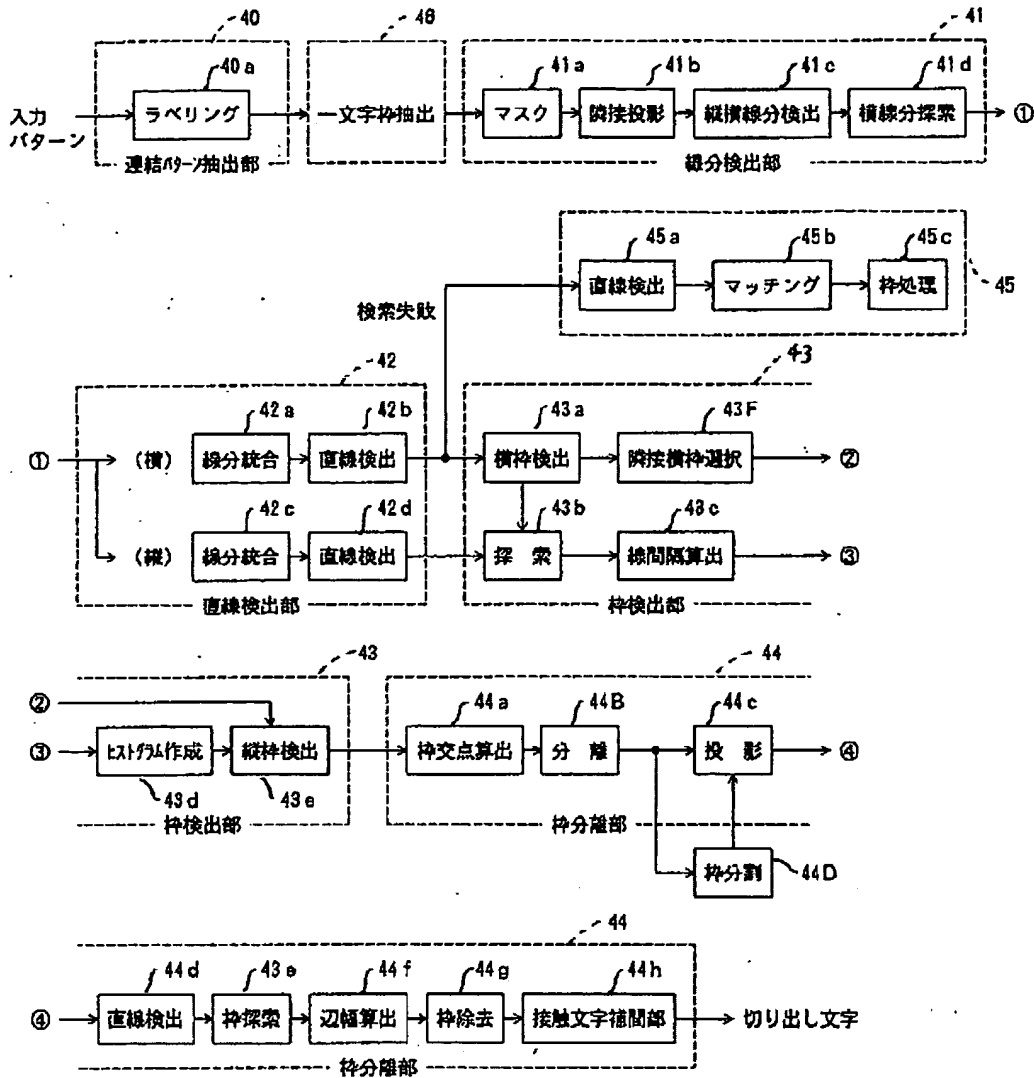 40
46
41
40a
41a
41b
41c
41d
入力
パターン
ラベリング
一文字枠抽出
マスク
隣接投影
縦横線分検出
横線分探索
①
連結パターン抽出部
線分検出部
45a
45b
45c
直線検出
マッチング
枠処理
45
検索失敗
42
43
42a
42b
43a
43F
①
(横)
線分統合
直線検出
横枠検出
隣接横枠選択
②
42c
42d
43b
43c
(縦)
線分統合
直線検出
探 索
線間隔算出
③
直線検出部
枠検出部
43
44
②
44a
44B
44c
③
ヒストグラム作成
縦枠検出
枠交点算出
分 離
投 影
④
43d
43e
枠検出部
枠分離部
枠分割
44D
44
44d
43e
44f
44g
44h
④
直線検出
枠探索
辺幅算出
枠除去
接触文字補間部
切り出し文字
枠分離部